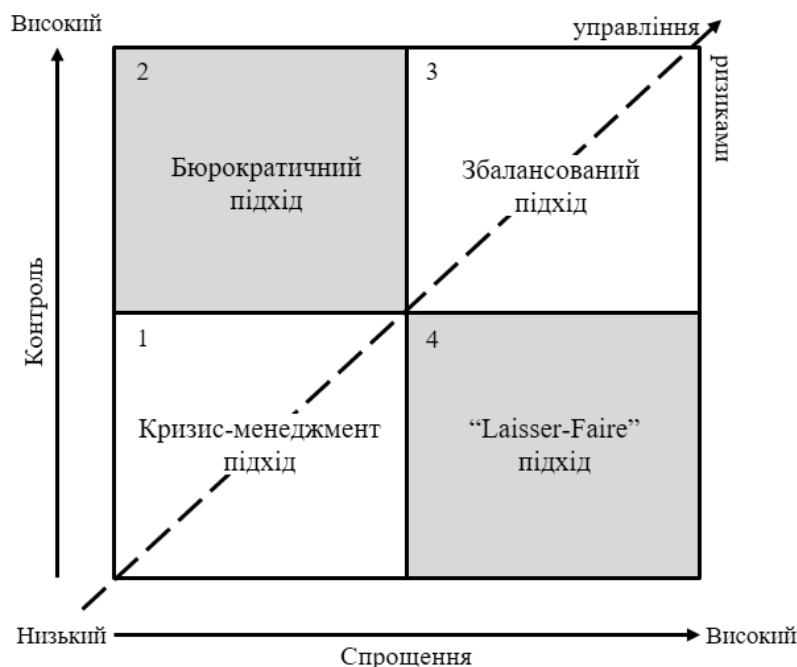 Високий
управління
ризиками
2
3
Бюрократичний
підхід
Збалансований
підхід
Контроль
1
4
Кризис-менеджмент
підхід
“Laisser-Faire”
підхід
Низький
Високий
Спрощення